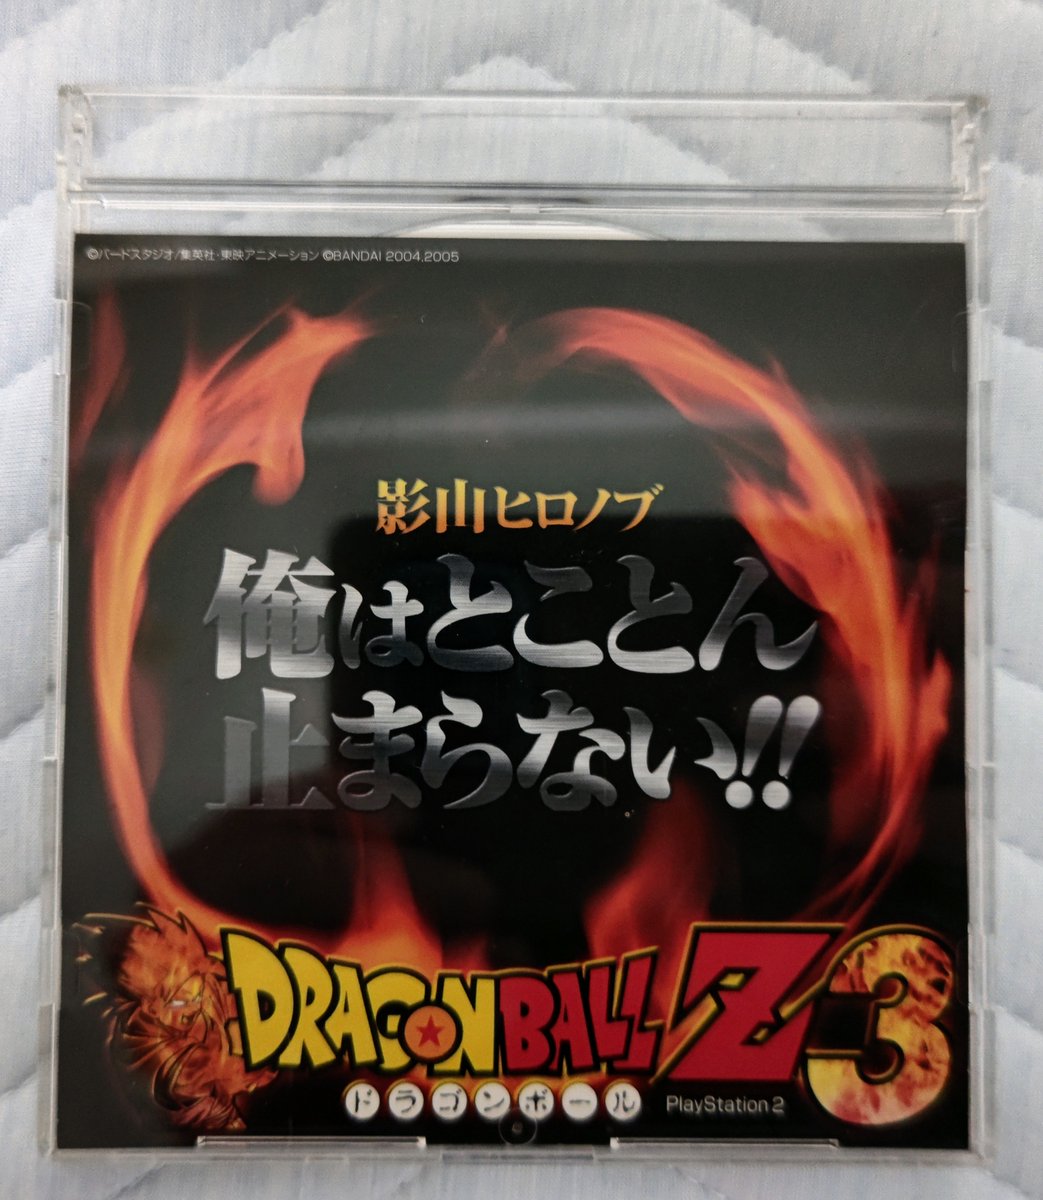 ©バードスタジオ/集英社・東映アニメーション ©BANDAI 2004,2005
影山ヒロノブ
俺はとことん
止まらない!!
DRAGON BALL Z 3
ドラゴンボール PlayStation 2